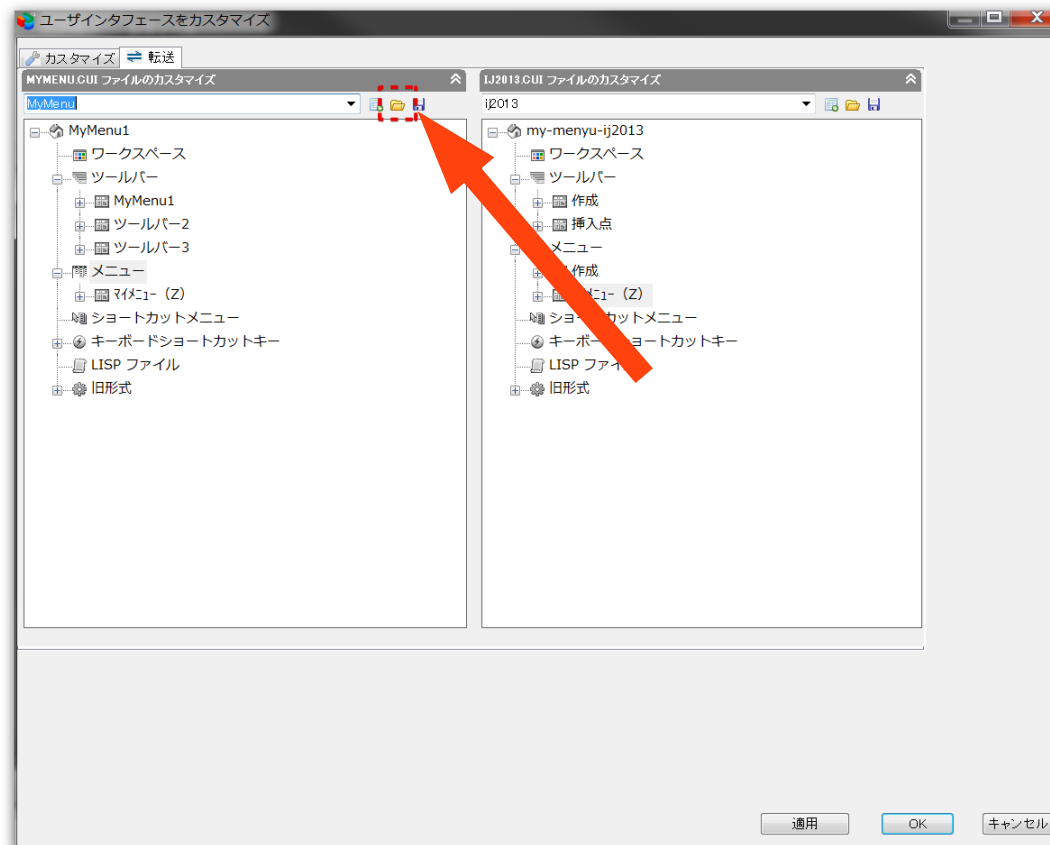 ユーザインタフェースをカスタマイズ
カスタマイズ
転送
MYMENU.CUI ファイルのカスタマイズ
MyMenu
MyMenu1
ワークスペース
ツールバー
MyMenu1
ツールバー2
ツールバー3
メニュー
ﾏｲﾒﾆｭｰ (Z)
ショートカットメニュー
キーボードショートカットキー
LISP ファイル
旧形式
IJ2013.CUI ファイルのカスタマイズ
ij2013
my-menyu-ij2013
ワークスペース
ツールバー
作成
挿入点
メニュー
作成
ﾆｭｰ (Z)
ショートカットメニュー
キーボードショートカットキー
LISP ファイ
旧形式
適用
OK
キャンセル